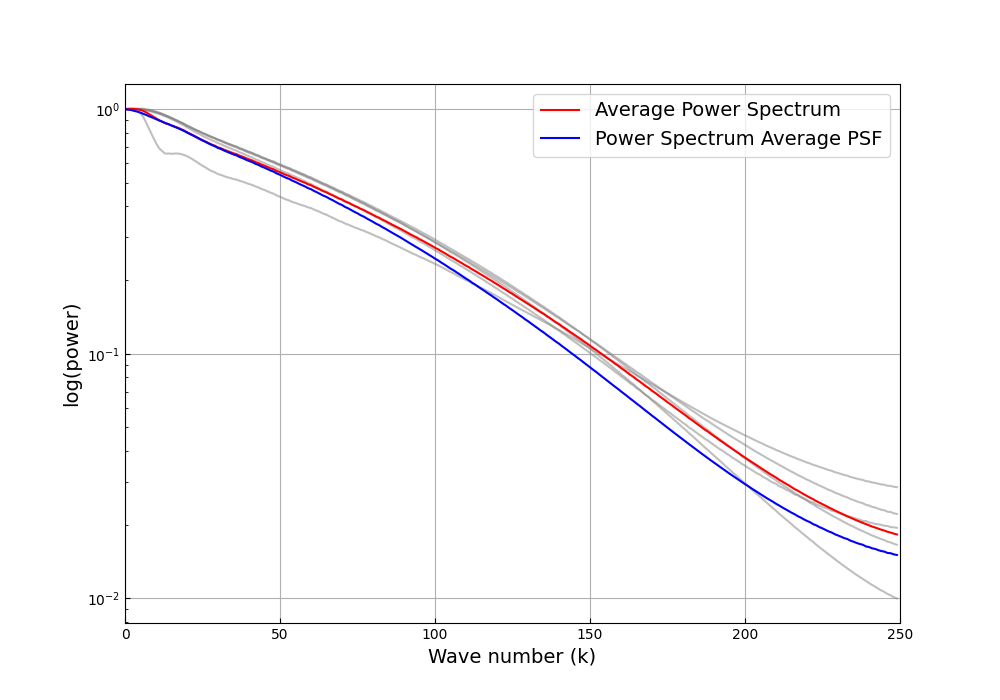 Average Power Spectrum
Power Spectrum Average PSF
log(power)
10⁰
10⁻¹
10⁻²
0 50 100 150 200 250
Wave number (k)